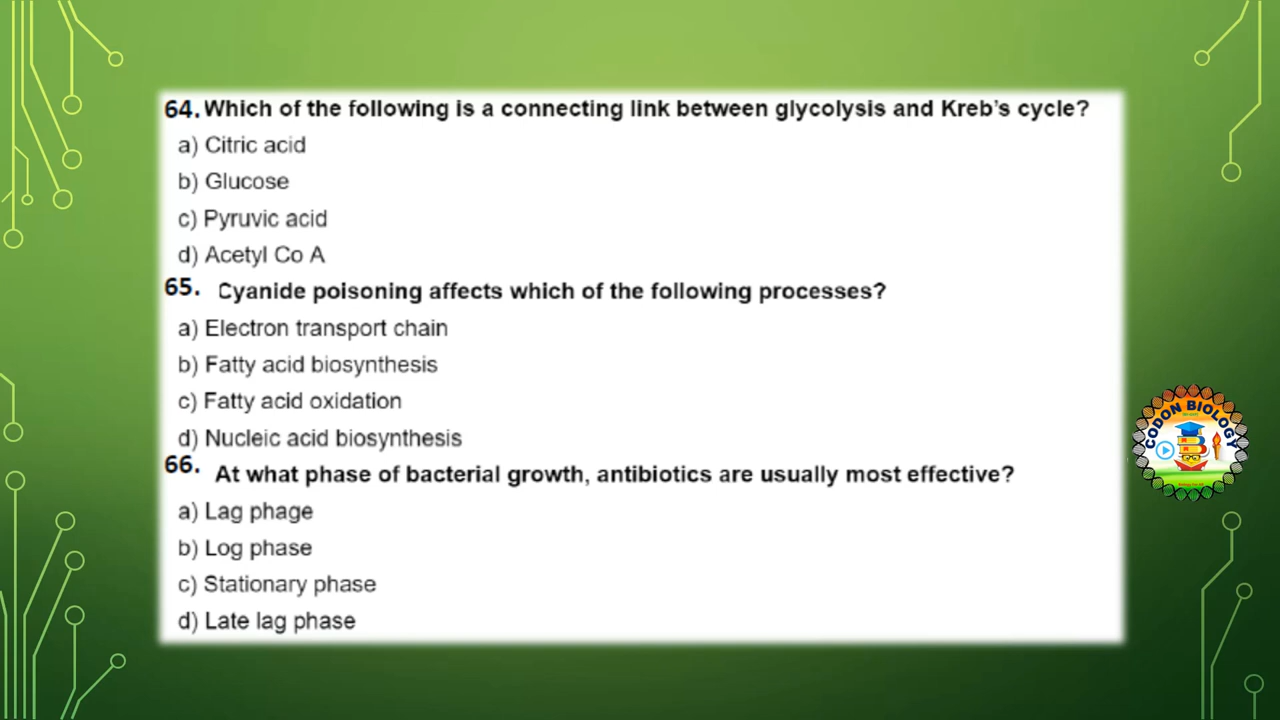 64. Which of the following is a connecting link between glycolysis and Kreb's cycle?
a) Citric acid
b) Glucose
c) Pyruvic acid
d) Acetyl Co A
65. Cyanide poisoning affects which of the following processes?
a) Electron transport chain
b) Fatty acid biosynthesis
c) Fatty acid oxidation
d) Nucleic acid biosynthesis
66. At what phase of bacterial growth, antibiotics are usually most effective?
a) Lag phage
b) Log phase
c) Stationary phase
d) Late lag phase
CODON BIOLOGY